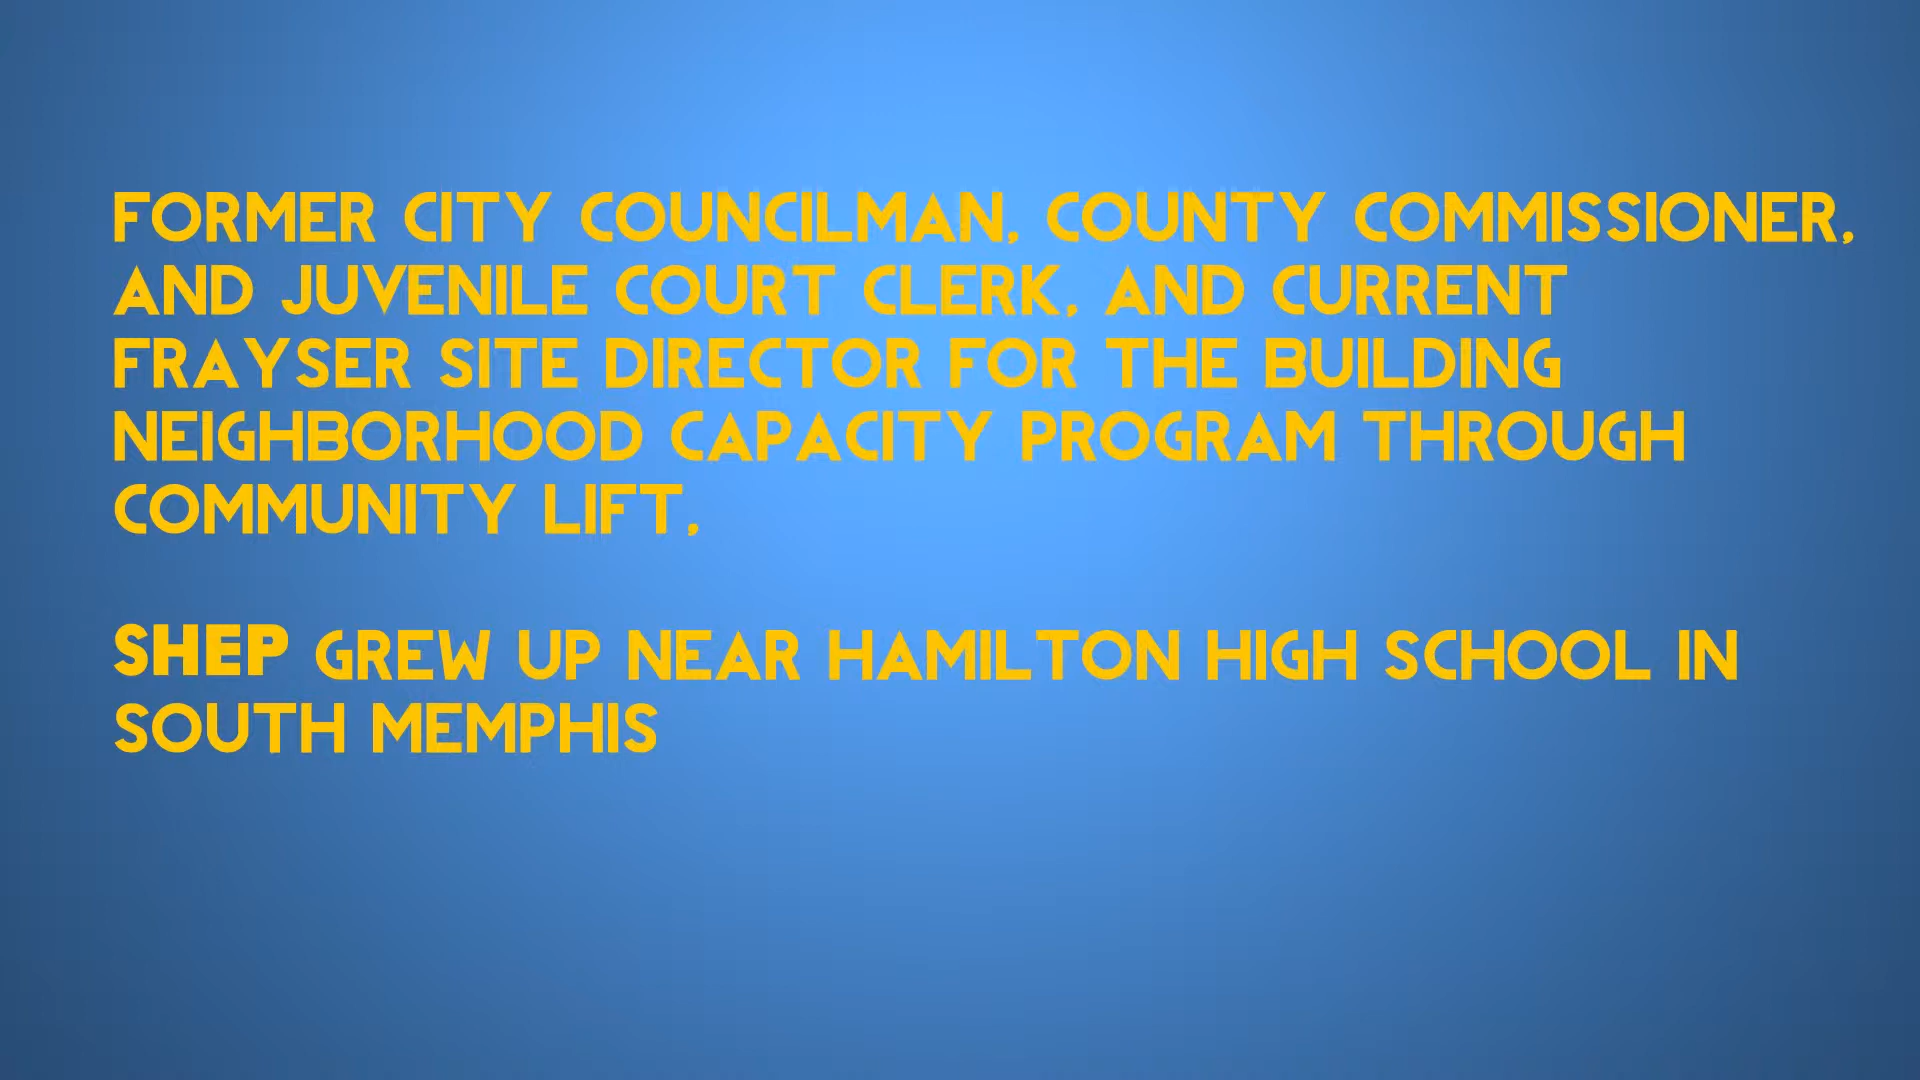 FORMER CITY COUNCILMAN, COUNTY COMMISSIONER,
AND JUVENILE COURT CLERK, AND CURRENT
FRAYSER SITE DIRECTOR FOR THE BUILDING
NEIGHBORHOOD CAPACITY PROGRAM THROUGH
COMMUNITY LIFT,
SHEP GREW UP NEAR HAMILTON HIGH SCHOOL IN
SOUTH MEMPHIS